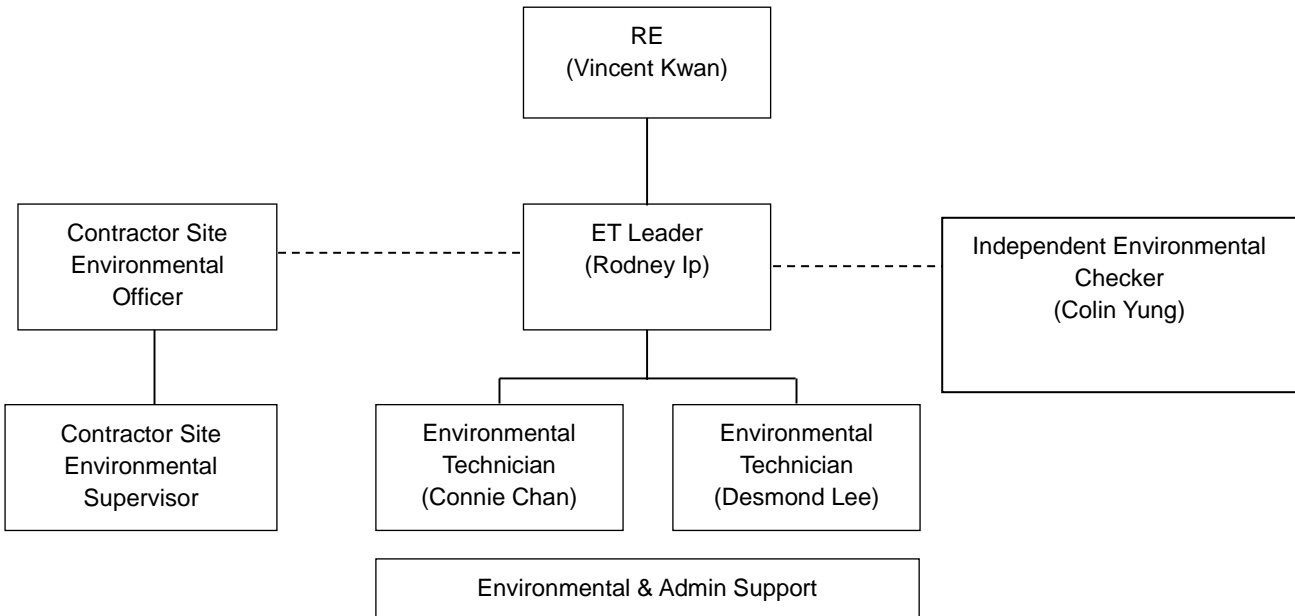 RE
(Vincent Kwan)
Contractor Site
Environmental
Officer
ET Leader
(Rodney Ip)
Independent Environmental
Checker
(Colin Yung)
Contractor Site
Environmental
Supervisor
Environmental
Technician
(Connie Chan)
Environmental
Technician
(Desmond Lee)
Environmental & Admin Support